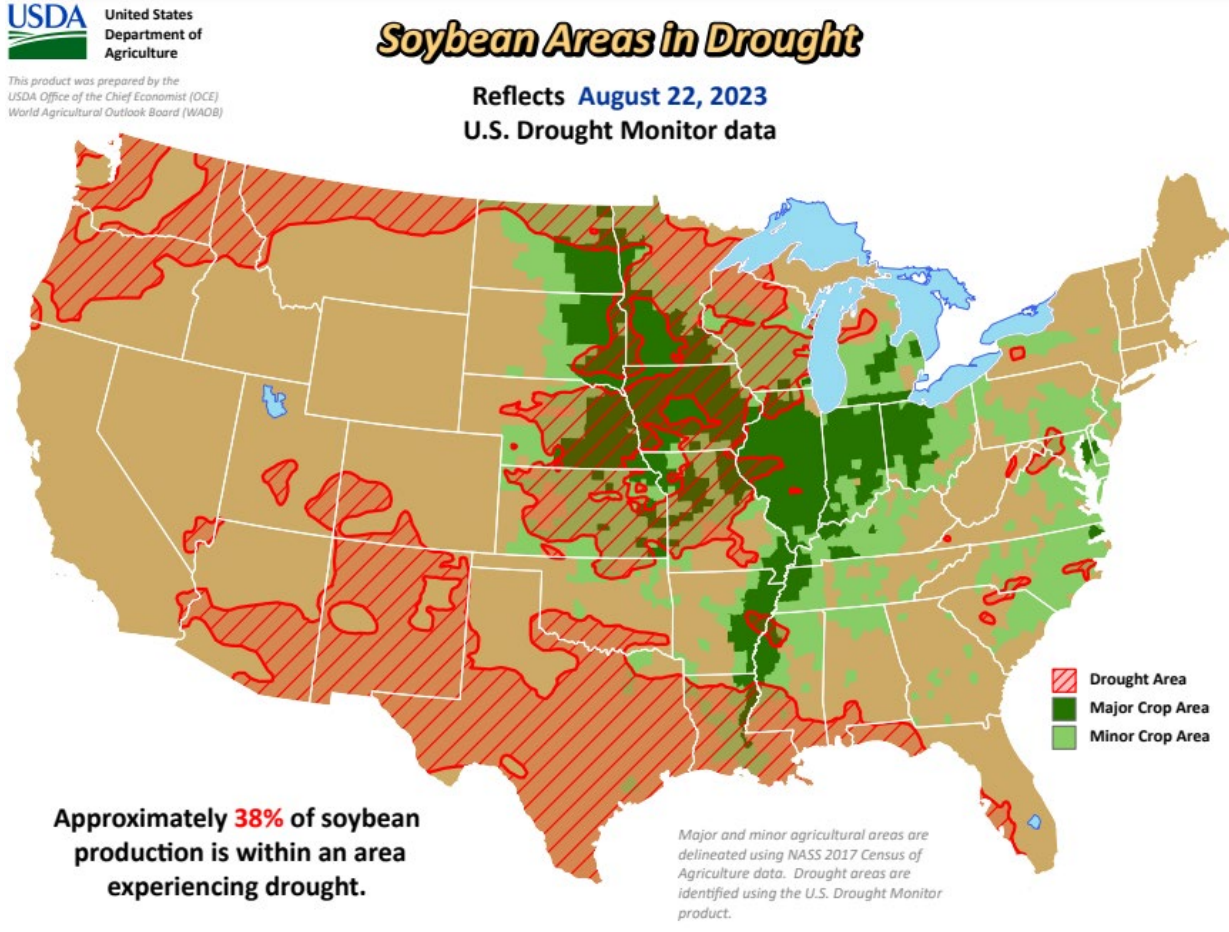 USDA
United States
Department of
Agriculture
This product was prepared by the
USDA Office of the Chief Economist (OCE)
World Agricultural Outlook Board (WAOB)
Soybean Areas in Drought
Reflects August 22, 2023
U.S. Drought Monitor data
Drought Area
Major Crop Area
Minor Crop Area
Approximately 38% of soybean
production is within an area
experiencing drought.
Major and minor agricultural areas are
delineated using NASS 2017 Census of
Agriculture data. Drought areas are
identified using the U.S. Drought Monitor
product.